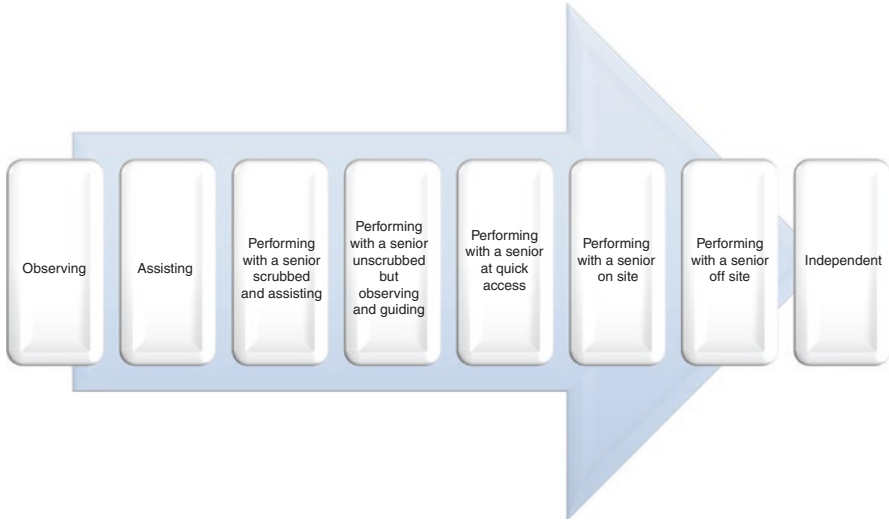 Observing
Assisting
Performing
with a senior
scrubbed
and assisting
Performing
with a senior
unscrubbed
but
observing
and guiding
Performing
with a senior
at quick
access
Performing
with a senior
on site
Performing
with a senior
off site
Independent